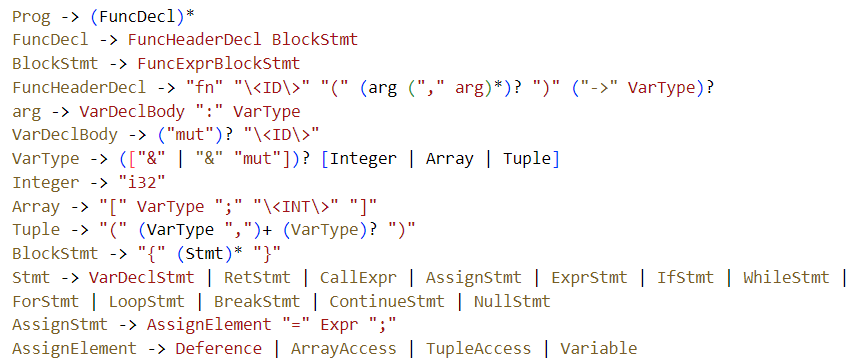 Prog -> (FuncDecl)*
FuncDecl -> FuncHeaderDecl BlockStmt
BlockStmt -> FuncExprBlockStmt
FuncHeaderDecl -> "fn" "\<ID\>" "(" (arg ("," arg)*)? ")" ("->" VarType)?
arg -> VarDeclBody ":" VarType
VarDeclBody -> ("mut")? "\<ID\>"
VarType -> (["&" | "&" "mut"])? [Integer | Array | Tuple]
Integer -> "i32"
Array -> "[" VarType ";" "\<INT\>" "]"
Tuple -> "(" (VarType ",")+ (VarType)? ")"
BlockStmt -> "{" (Stmt)* "}"
Stmt -> VarDeclStmt | RetStmt | CallExpr | AssignStmt | ExprStmt | IfStmt | WhileStmt |
ForStmt | LoopStmt | BreakStmt | ContinueStmt | NullStmt
AssignStmt -> AssignElement "=" Expr ";"
AssignElement -> Deference | ArrayAccess | TupleAccess | Variable